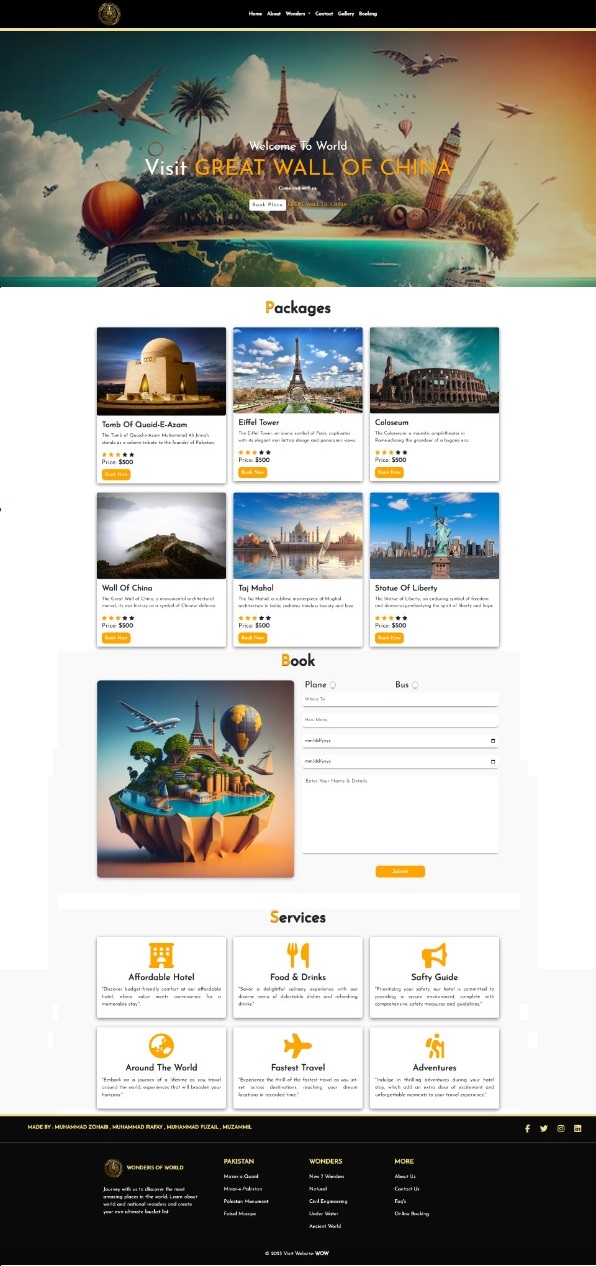 Home About Wonders Contact Gallery Booking
Welcome To World
Visit GREAT WALL OF CHINA
Come visit with us
Book Place GREAT WALL OF CHINA
Packages
Tomb Of Quaid-E-Azam
The Tomb of Quaid-e-Azam Muhammad Ali Jinnah
stands as a solemn tribute to the founder of Pakistan.
Price: $500
Book Now
Eiffel Tower
The Eiffel Tower, an iconic symbol of Paris, captivates
with its elegant iron lattice design and panoramic views.
Price: $500
Book Now
Coloseum
The Colosseum, a majestic amphitheater in
Rome,echoing the grandeur of a bygone era.
Price: $500
Book Now
Wall Of China
The Great Wall of China, a monumental architectural
marvel, its rich history as a symbol of Chinese defense.
Price: $500
Book Now
Taj Mahal
The Taj Mahal, a sublime masterpiece of Mughal
architecture in India, radiates timeless beauty and love.
Price: $500
Book Now
Statue Of Liberty
The Statue of Liberty, an enduring symbol of freedom
and democracy,embodying the spirit of liberty and hope.
Price: $500
Book Now
Book
Plane Bus
Where To
How Many
mm/dd/yyyy
mm/dd/yyyy
Enter Your Name & Details
Submit
Services
Affordable Hotel
"Discover budget-friendly comfort at our affordable
hotel, where value meets convenience for a
memorable stay."
Food & Drinks
"Savor a delightful culinary experience with our
diverse menu of delectable dishes and refreshing
drinks."
Safty Guide
"Prioritizing your safety, our hotel is committed to
providing a secure environment, complete with
comprehensive safety measures and guidelines."
Around The World
"Embark on a journey of a lifetime as you travel
around the world, experiences that will broaden your
horizons."
Fastest Travel
"Experience the thrill of the fastest travel as you jet-
set across destinations, reaching your dream
locations in recorded time."
Adventures
"Indulge in thrilling adventures during your hotel
stay, which add an extra dose of excitement and
unforgettable moments to your travel experience."
MADE BY : MUHAMMAD ZOHAIB , MUHAMMAD RAFAY , MUHAMMAD FUZAIL , MUZAMMIL
WONDERS OF WORLD
Journey with us to discover the most
amazing places in the world. Learn about
world and national wonders and create
your own ultimate bucket list
PAKISTAN
Mazar-e-Quaid
Minar-e-Pakistan
Pakistan Monument
Faisal Mosque
WONDERS
New 7 Wonders
Natural
Civil Engineering
Under Water
Ancient World
MORE
About Us
Contact Us
Faq's
Online Booking
© 2023 Visit Website: WOW